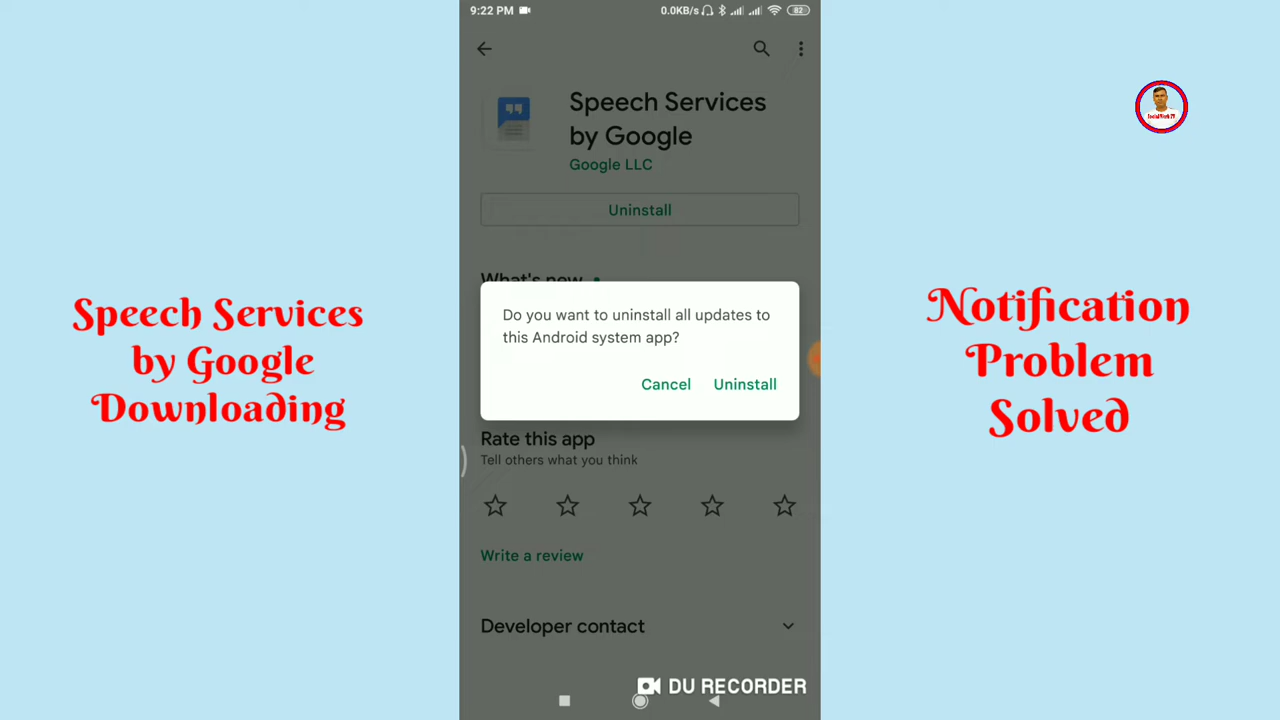 9:22 PM
0.0KB/s
82
Speech Services
by Google
Google LLC
Uninstall
What's new
Do you want to uninstall all updates to
this Android system app?
Cancel
Uninstall
Rate this app
Tell others what you think
Write a review
Developer contact
DU RECORDER
Speech Services
by Google
Downloading
Notification
Problem
Solved